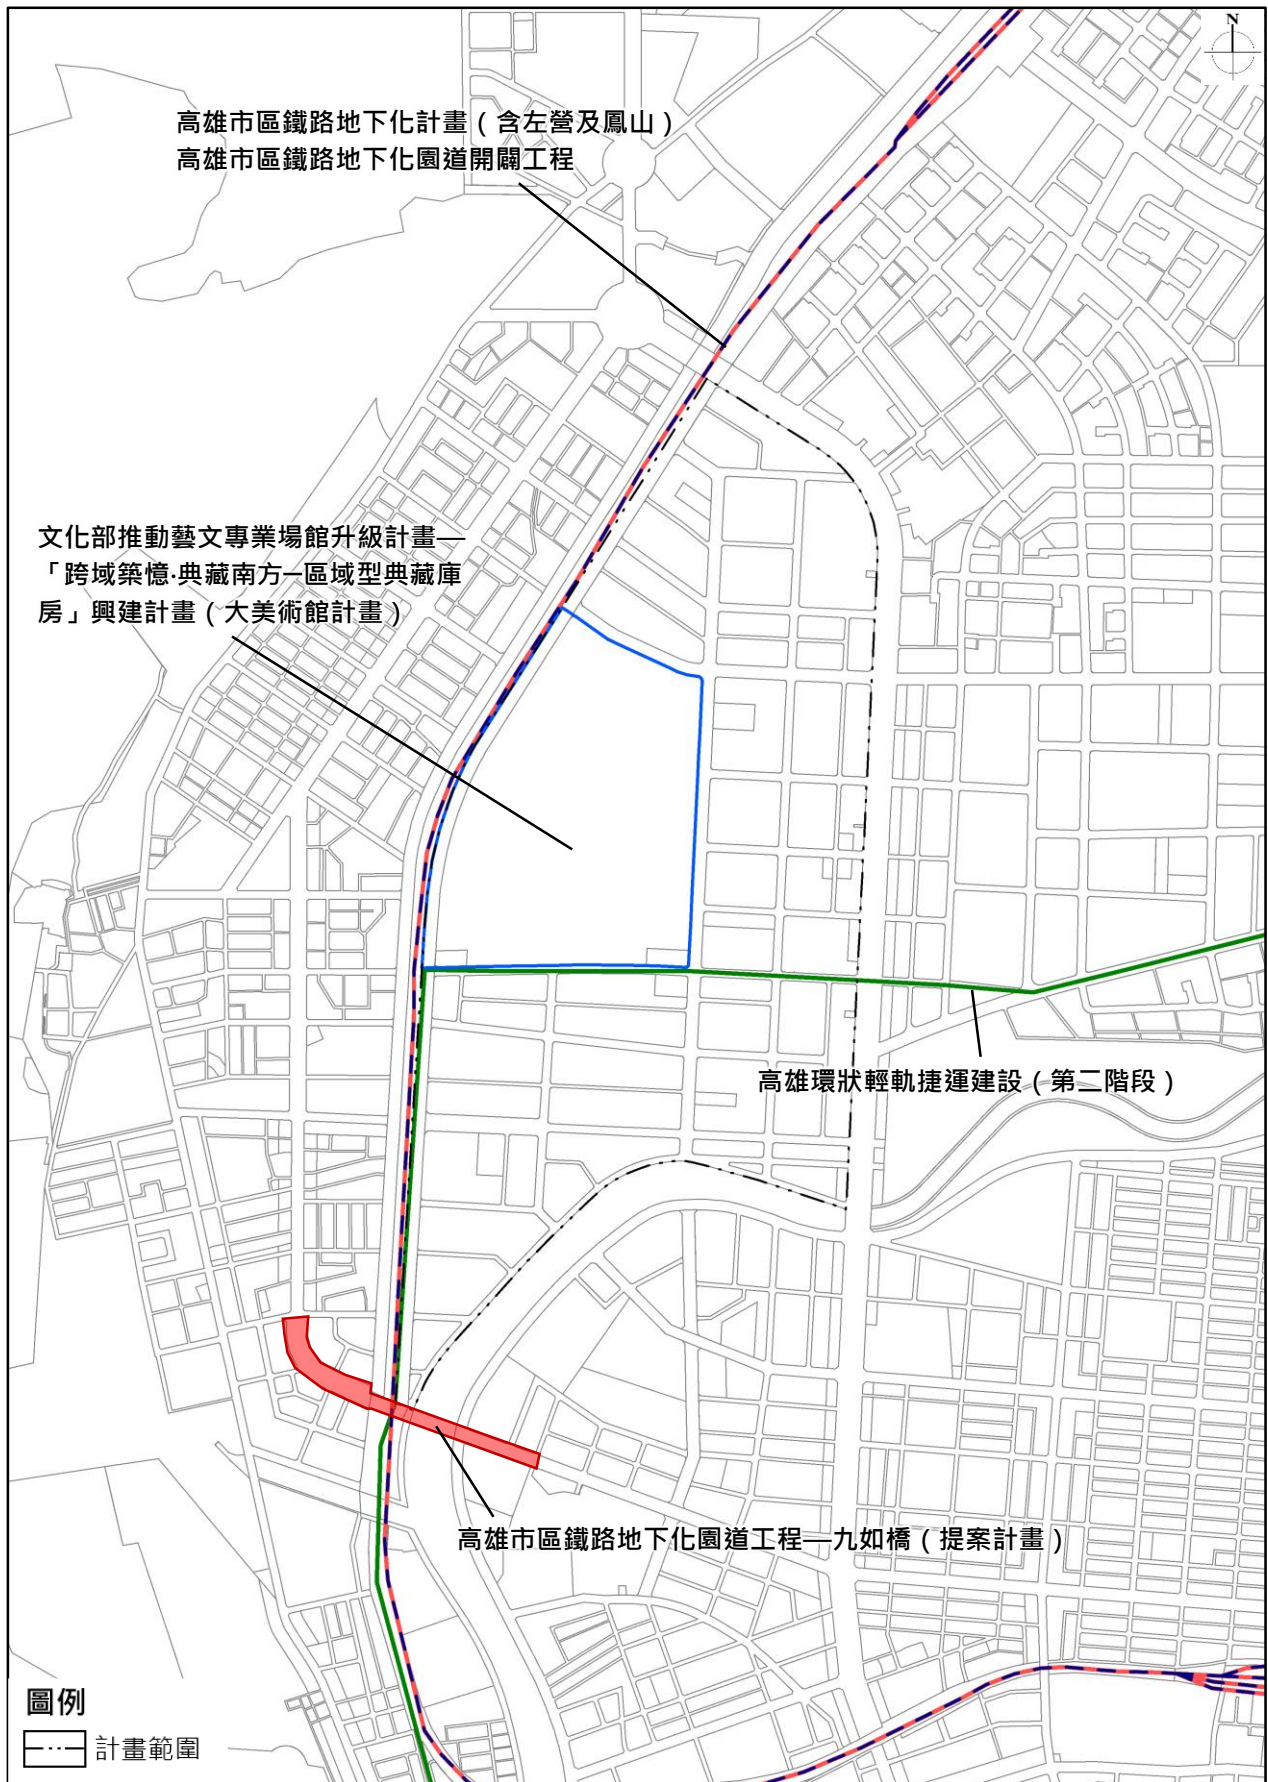 N
高雄市區鐵路地下化計畫（含左營及鳳山）
高雄市區鐵路地下化園道開闢工程
文化部推動藝文專業場館升級計畫—
「跨域築憶·典藏南方─區域型典藏庫
房」興建計畫（大美術館計畫）
高雄環狀輕軌捷運建設（第二階段）
高雄市區鐵路地下化園道工程—九如橋（提案計畫）
圖例
計畫範圍